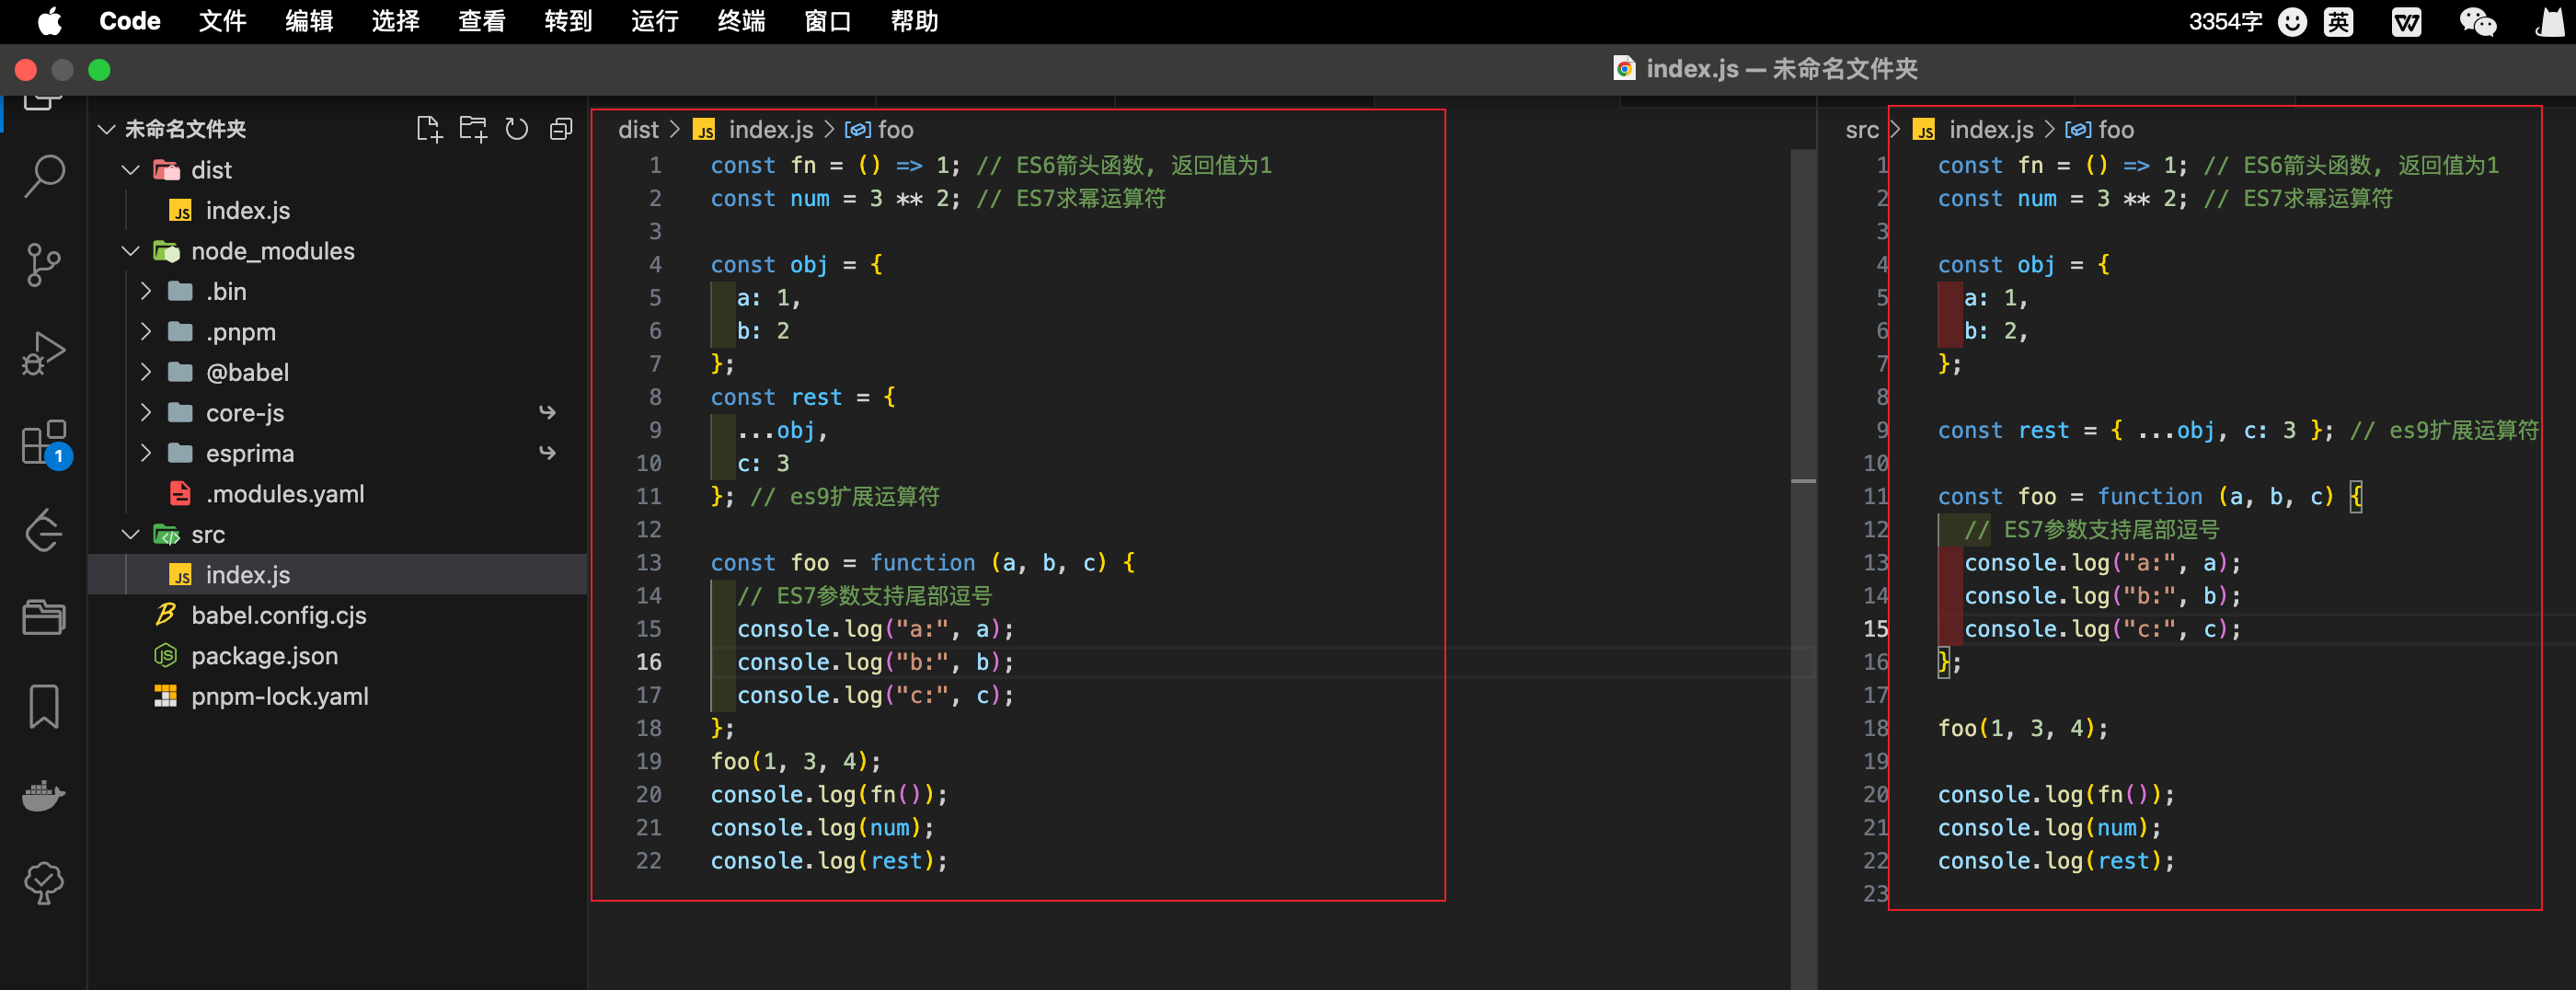 Code 文件 编辑 选择 查看 转到 运行 终端 窗口 帮助 3354字 英
index.js — 未命名文件夹
未命名文件夹
dist
index.js
node_modules
.bin
.pnpm
@babel
core-js
esprima
.modules.yaml
src
index.js
babel.config.cjs
package.json
pnpm-lock.yaml
1
dist > JS index.js > foo
1 const fn = () => 1; // ES6箭头函数, 返回值为1
2 const num = 3 ** 2; // ES7求幂运算符
3
4 const obj = {
5 a: 1,
6 b: 2
7 };
8 const rest = {
9 ...obj,
10 c: 3
11 }; // es9扩展运算符
12
13 const foo = function (a, b, c) {
14 // ES7参数支持尾部逗号
15 console.log("a:", a);
16 console.log("b:", b);
17 console.log("c:", c);
18 };
19 foo(1, 3, 4);
20 console.log(fn());
21 console.log(num);
22 console.log(rest);
src > JS index.js > foo
1 const fn = () => 1; // ES6箭头函数, 返回值为1
2 const num = 3 ** 2; // ES7求幂运算符
3
4 const obj = {
5 a: 1,
6 b: 2,
7 };
8
9 const rest = { ...obj, c: 3 }; // es9扩展运算符
10
11 const foo = function (a, b, c) {
12 // ES7参数支持尾部逗号
13 console.log("a:", a);
14 console.log("b:", b);
15 console.log("c:", c);
16 };
17
18 foo(1, 3, 4);
19
20 console.log(fn());
21 console.log(num);
22 console.log(rest);
23